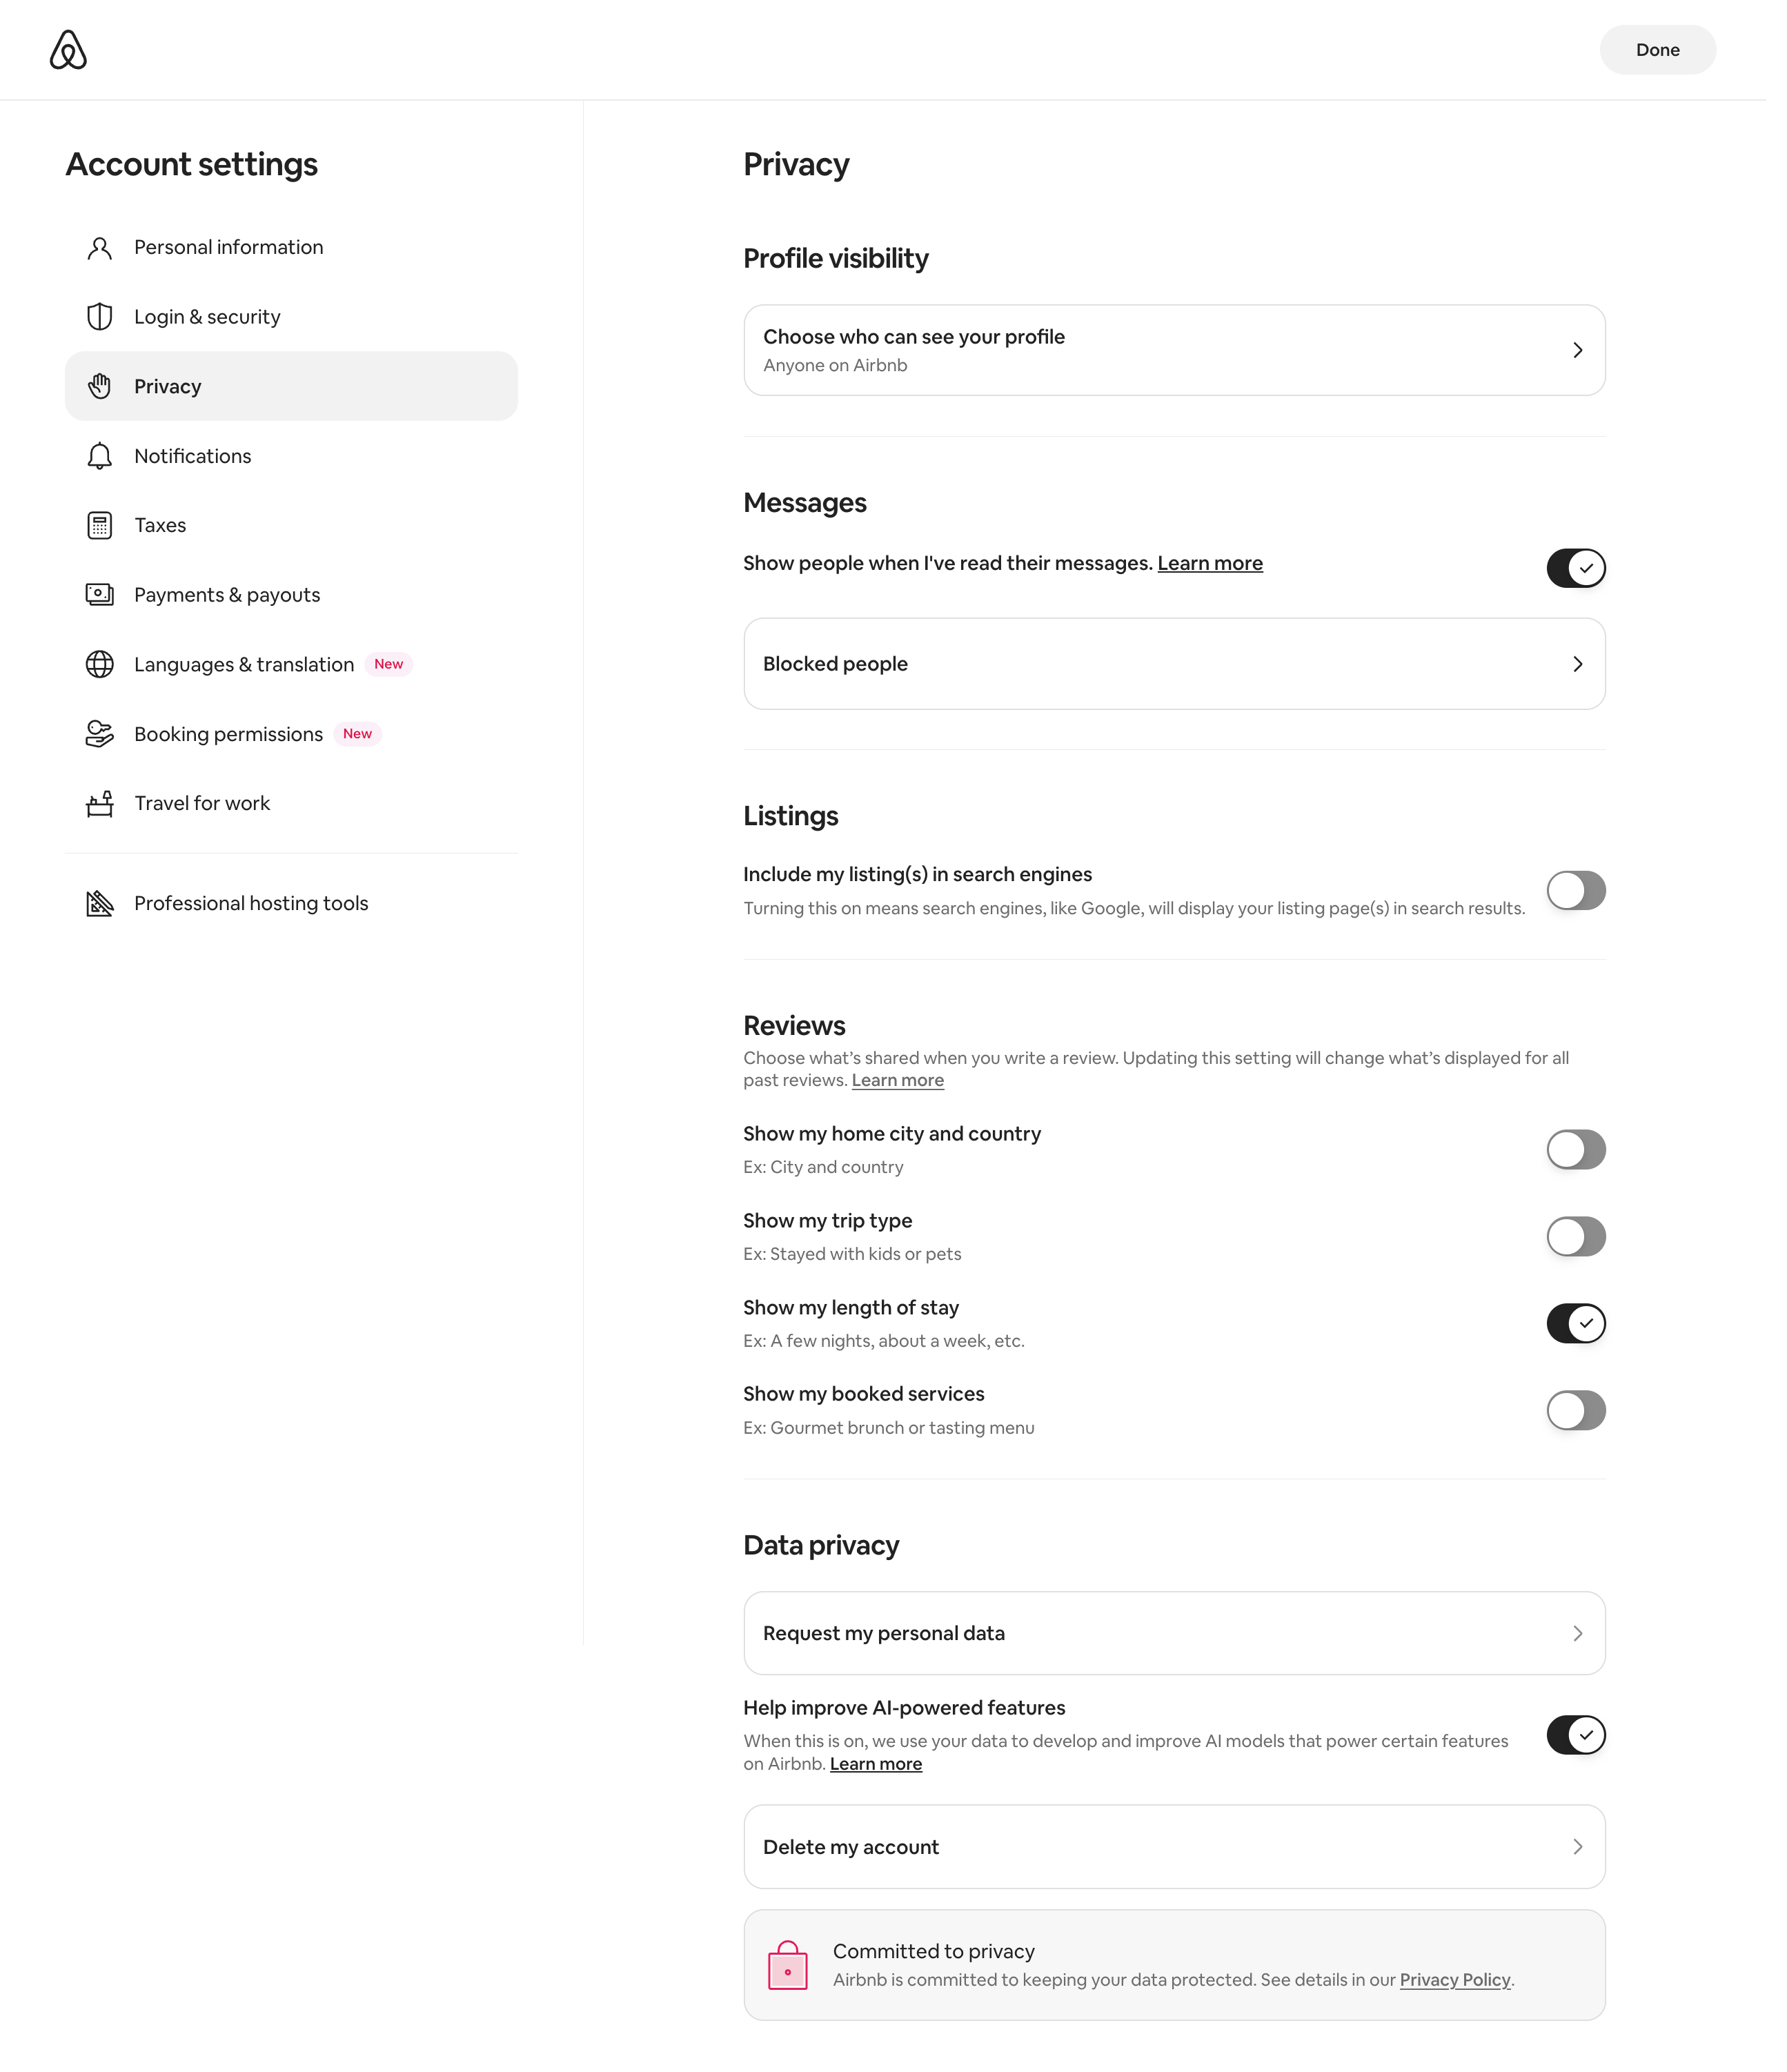 Done
Account settings
Personal information
Login & security
Privacy
Notifications
Taxes
Payments & payouts
Languages & translation New
Booking permissions New
Travel for work
Professional hosting tools
Privacy
Profile visibility
Choose who can see your profile
Anyone on Airbnb
Messages
Show people when I've read their messages. Learn more
Blocked people
Listings
Include my listing(s) in search engines
Turning this on means search engines, like Google, will display your listing page(s) in search results.
Reviews
Choose what’s shared when you write a review. Updating this setting will change what’s displayed for all
past reviews. Learn more
Show my home city and country
Ex: City and country
Show my trip type
Ex: Stayed with kids or pets
Show my length of stay
Ex: A few nights, about a week, etc.
Show my booked services
Ex: Gourmet brunch or tasting menu
Data privacy
Request my personal data
Help improve AI-powered features
When this is on, we use your data to develop and improve AI models that power certain features
on Airbnb. Learn more
Delete my account
Committed to privacy
Airbnb is committed to keeping your data protected. See details in our Privacy Policy.